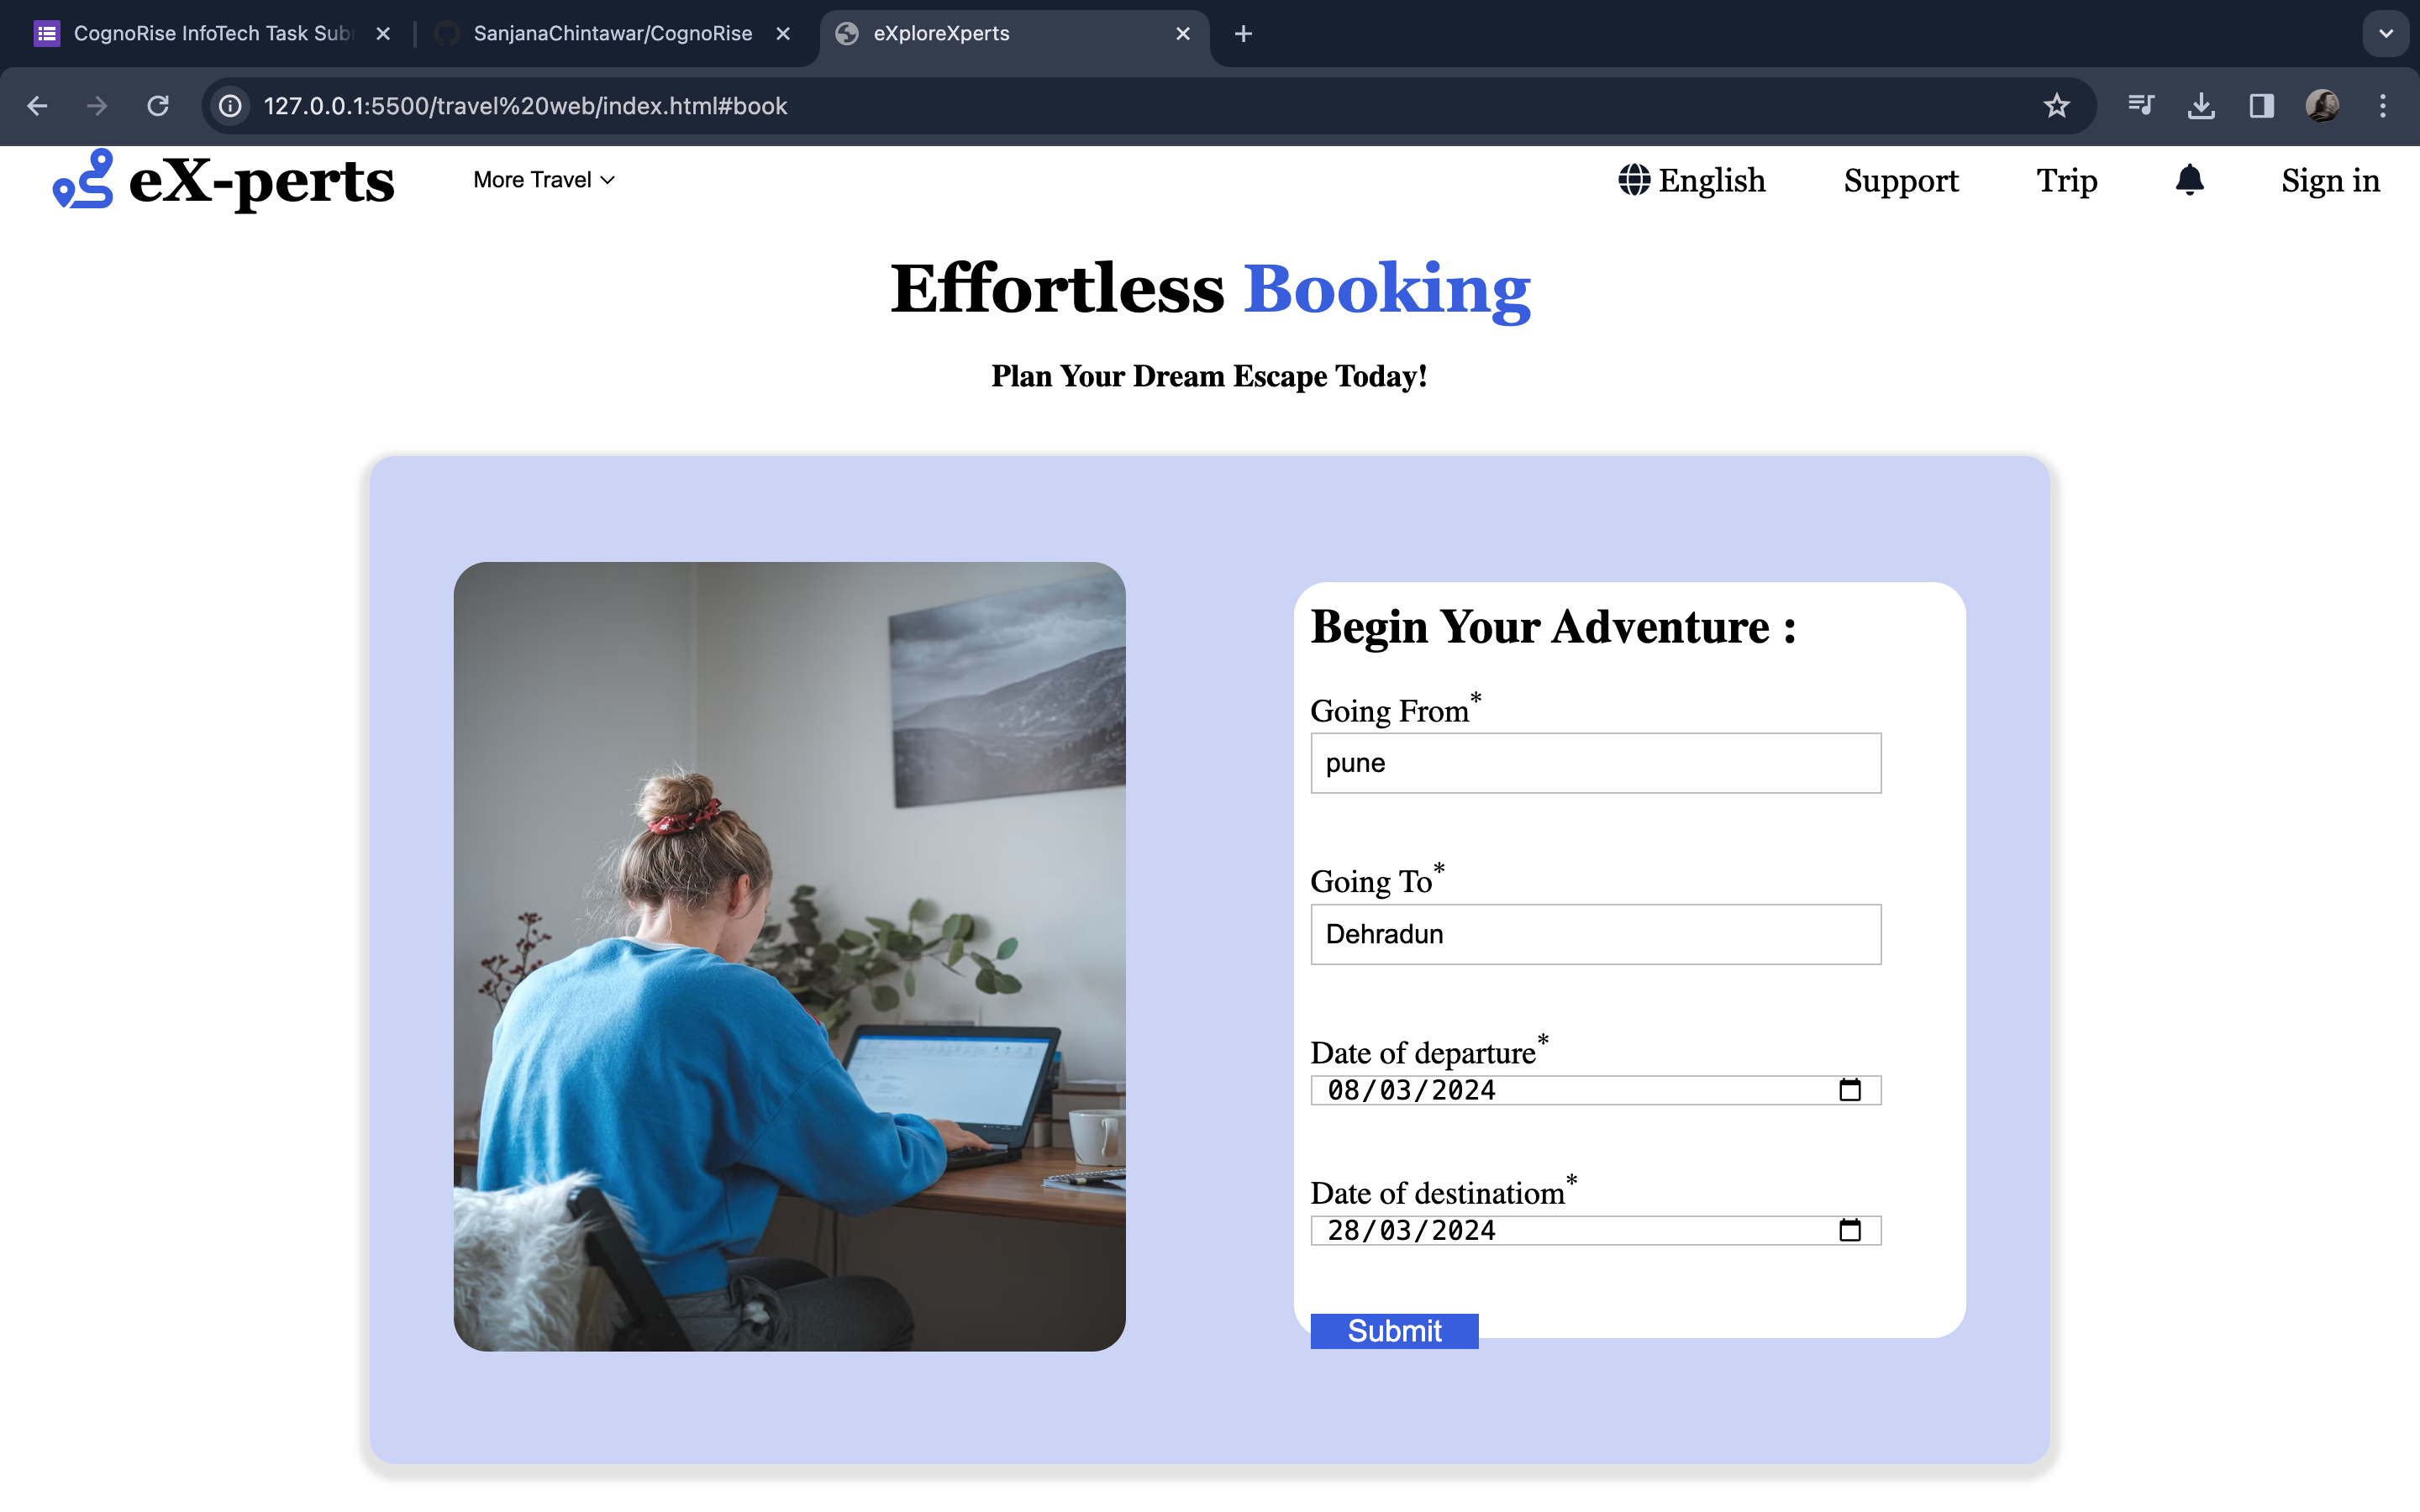 CognoRise InfoTech Task Sub
SanjanaChintawar/CognoRise
eXploreXperts
127.0.0.1:5500/travel%20web/index.html#book
eX-perts
More Travel
English
Support
Trip
Sign in
Effortless Booking
Plan Your Dream Escape Today!
Begin Your Adventure :
Going From*
pune
Going To*
Dehradun
Date of departure*
08/03/2024
Date of destinatiom*
28/03/2024
Submit